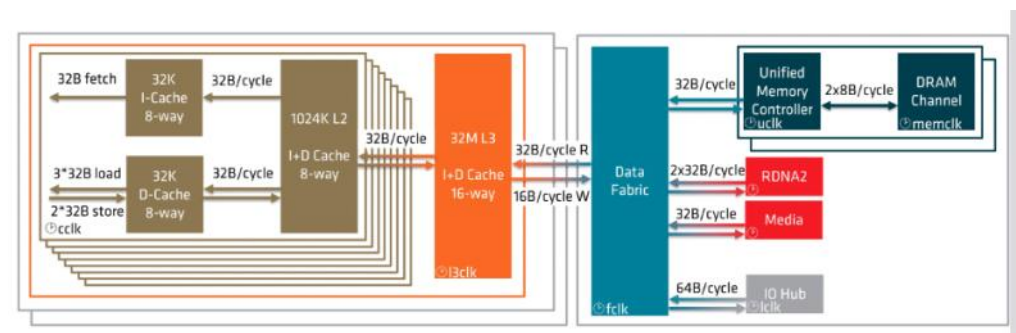 32B fetch
32K
I-Cache
8-way
32B/cycle
3*32B load
2*32B store
32K
D-Cache
8-way
32B/cycle
cclk
1024K L2
I+D Cache
8-way
32B/cycle
32M L3
I+D Cache
16-way
l3clk
32B/cycle R
16B/cycle W
Data
Fabric
fclk
32B/cycle
Unified
Memory
Controller
uclk
2x8B/cycle
DRAM
Channel
memclk
2x32B/cycle
RDNA2
32B/cycle
Media
64B/cycle
IO Hub
lclk